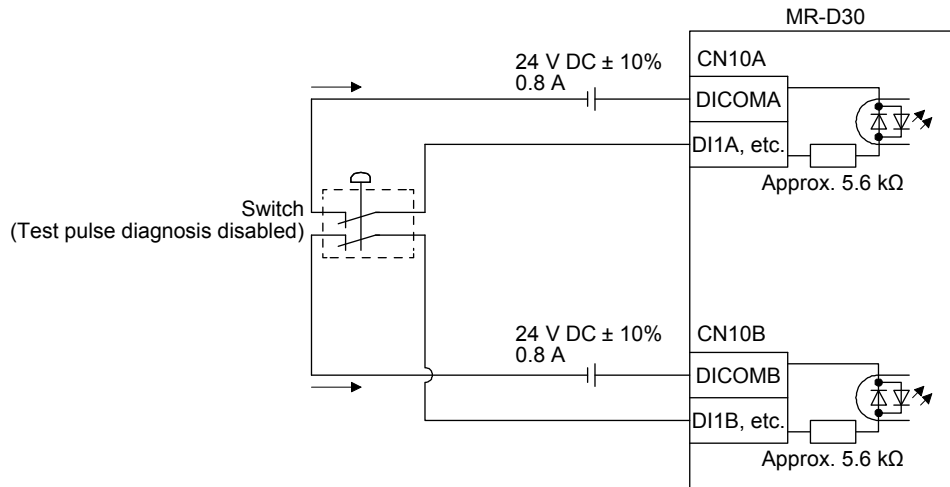 MR-D30
24 V DC ± 10%
0.8 A
CN10A
DICOMA
DI1A, etc.
Approx. 5.6 kΩ
Switch
(Test pulse diagnosis disabled)
24 V DC ± 10%
0.8 A
CN10B
DICOMB
DI1B, etc.
Approx. 5.6 kΩ